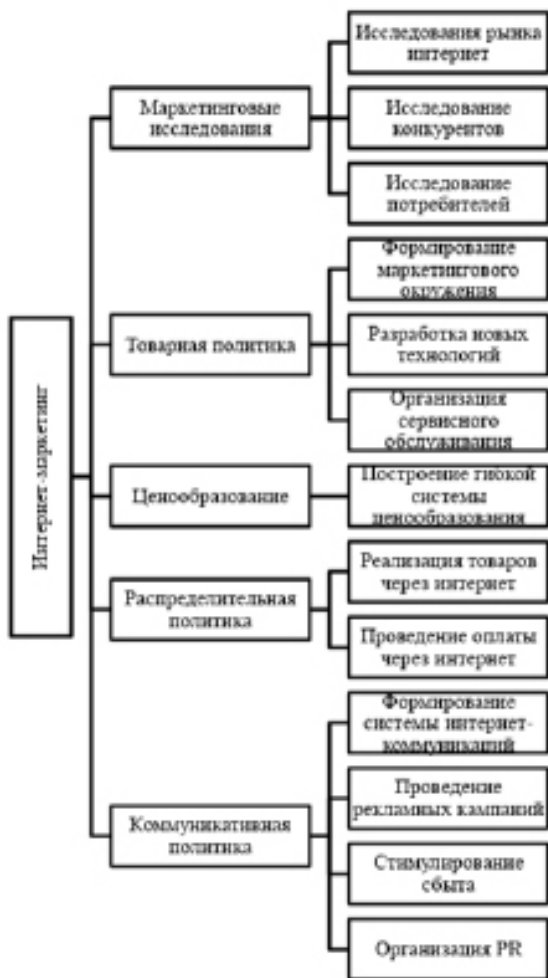 Интернет-маркетинг
Маркетинговые
исследования
Исследования рынка
интернет
Исследование
конкурентов
Исследование
потребителей
Товарная политика
Формирование
маркетингового
окружения
Разработка новых
технологий
Организация
сервисного
обслуживания
Ценообразование
Построение гибкой
системы
ценообразования
Распределительная
политика
Реализация товаров
через интернет
Проведение оплаты
через интернет
Коммуникативная
политика
Формирование
системы интернет-
коммуникаций
Проведение
рекламных кампаний
Стимулирование
сбыта
Организация PR